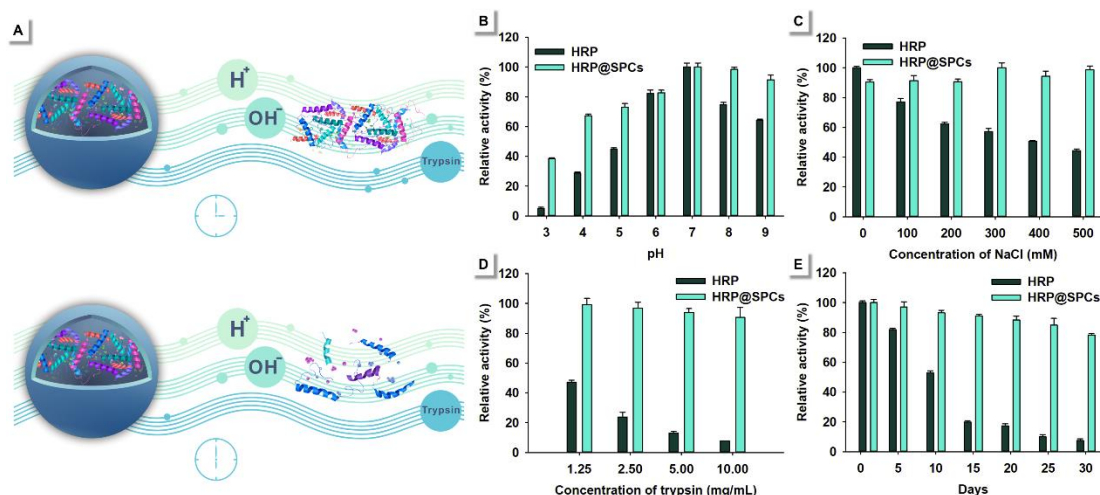 A
H+
OH−
Trypsin
H+
OH−
Trypsin
B
HRP
HRP@SPCs
Relative activity (%)
120
100
80
60
40
20
0
3 4 5 6 7 8 9
pH
C
HRP
HRP@SPCs
Relative activity (%)
120
100
80
60
40
20
0
0 100 200 300 400 500
Concentration of NaCl (mM)
D
HRP
HRP@SPCs
Relative activity (%)
120
100
80
60
40
20
0
1.25 2.50 5.00 10.00
Concentration of trypsin (mg/mL)
E
HRP
HRP@SPCs
Relative activity (%)
120
100
80
60
40
20
0
0 5 10 15 20 25 30
Days